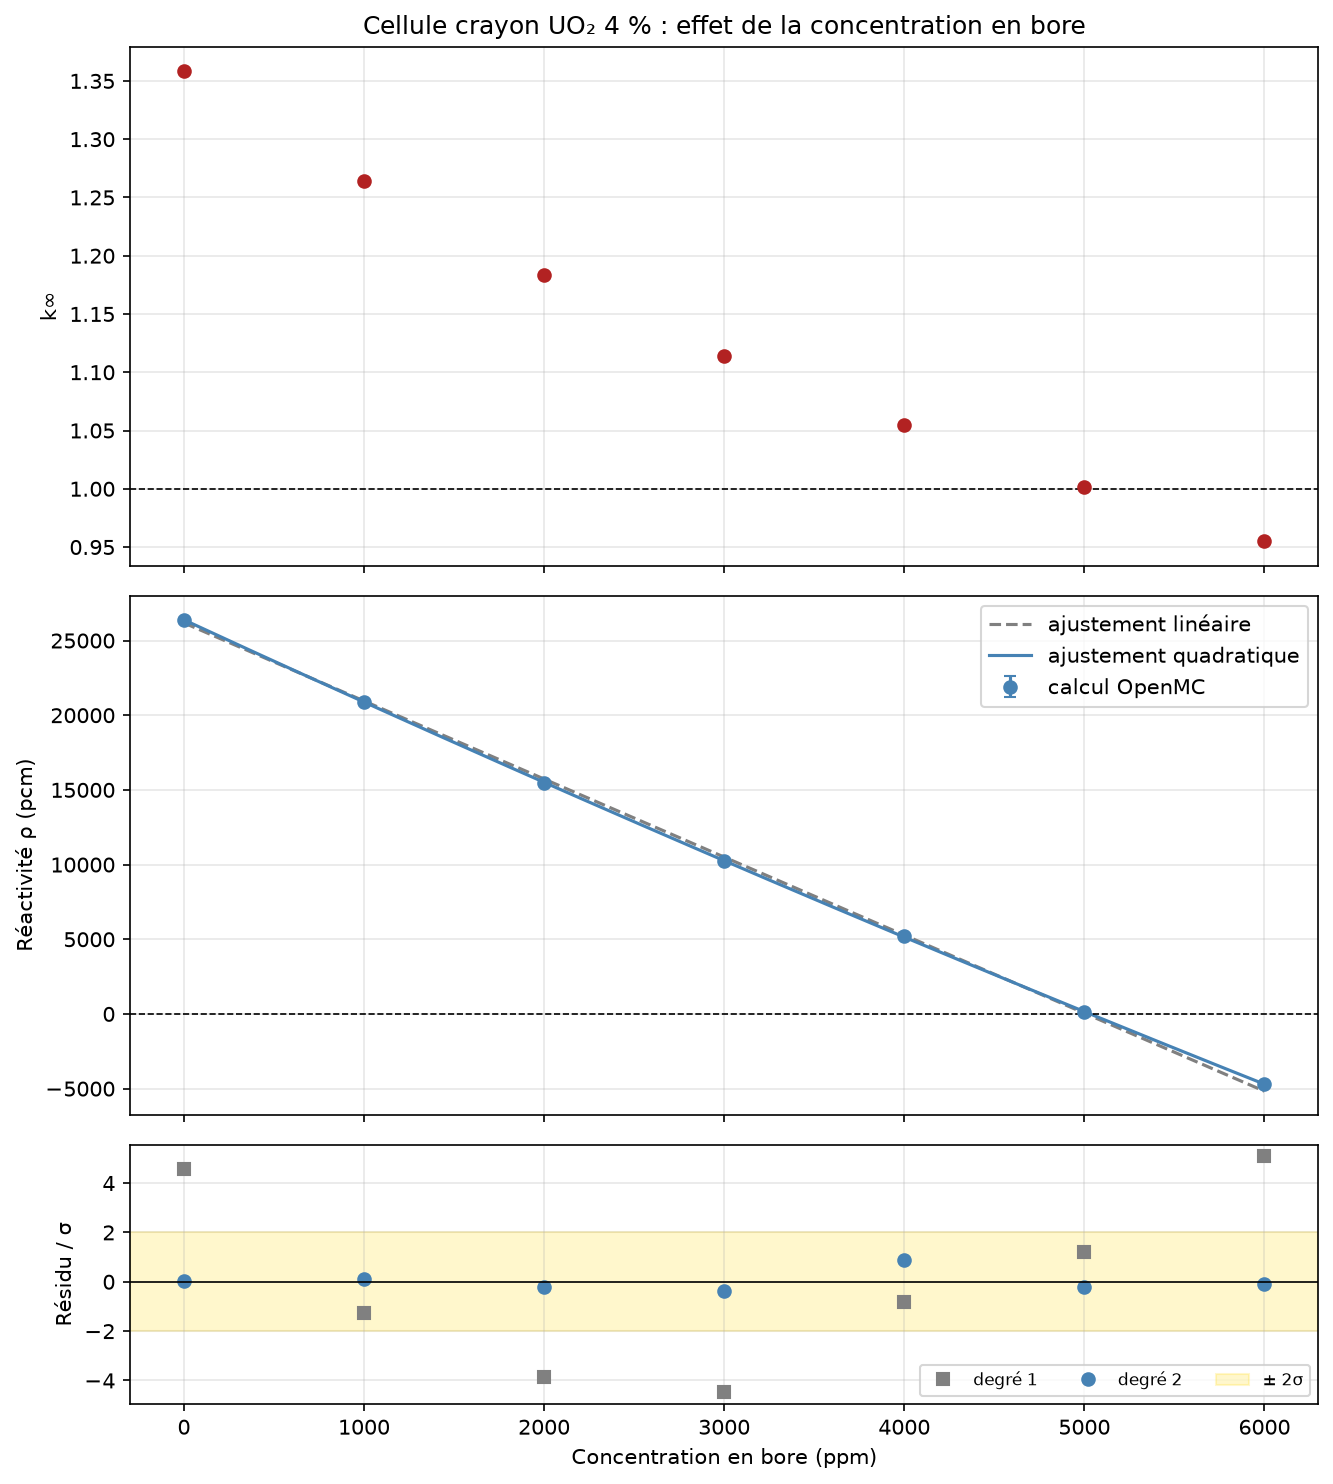 Cellule crayon UO₂ 4 % : effet de la concentration en bore
k∞
1.35
1.30
1.25
1.20
1.15
1.10
1.05
1.00
0.95
Réactivité ρ (pcm)
25000
20000
15000
10000
5000
0
−5000
ajustement linéaire
ajustement quadratique
calcul OpenMC
Résidu / σ
4
2
0
−2
−4
degré 1
degré 2
± 2σ
0 1000 2000 3000 4000 5000 6000
Concentration en bore (ppm)